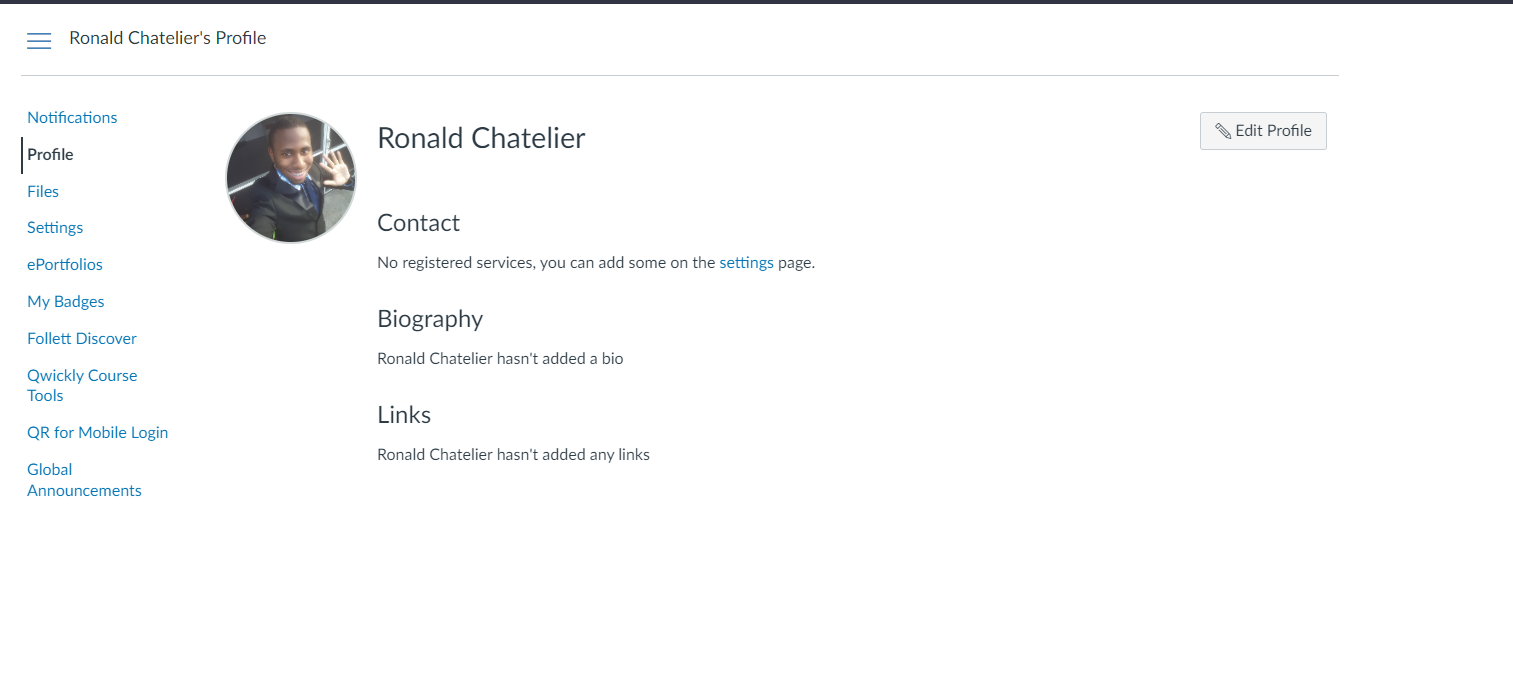 Ronald Chatelier's Profile
Notifications
Profile
Files
Settings
ePortfolios
My Badges
Follett Discover
Qwickly Course
Tools
QR for Mobile Login
Global
Announcements
Ronald Chatelier
Edit Profile
Contact
No registered services, you can add some on the settings page.
Biography
Ronald Chatelier hasn't added a bio
Links
Ronald Chatelier hasn't added any links